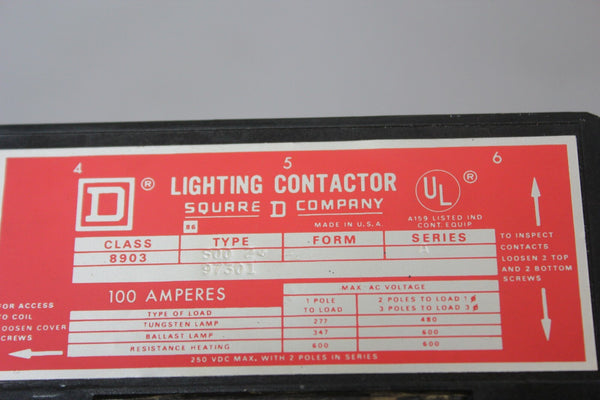 4 5 6
D ® LIGHTING CONTACTOR UL ®
SQUARE D COMPANY
86 MADE IN U.S.A.
A159 LISTED IND
CONT. EQUIP
CLASS TYPE FORM SERIES
8903 A
97301
TO INSPECT
CONTACTS
LOOSEN 2 TOP
AND 2 BOTTOM
SCREWS
100 AMPERES
MAX AC VOLTAGE
TYPE OF LOAD
1 POLE
TO LOAD
2 POLES TO LOAD 1 Ø
3 POLES TO LOAD 3 Ø
TUNGSTEN LAMP 277 480
BALLAST LAMP 347 600
RESISTANCE HEATING 600 600
250 VDC MAX. WITH 2 POLES IN SERIES
FOR ACCESS
TO COIL
LOOSEN COVER
SCREWS